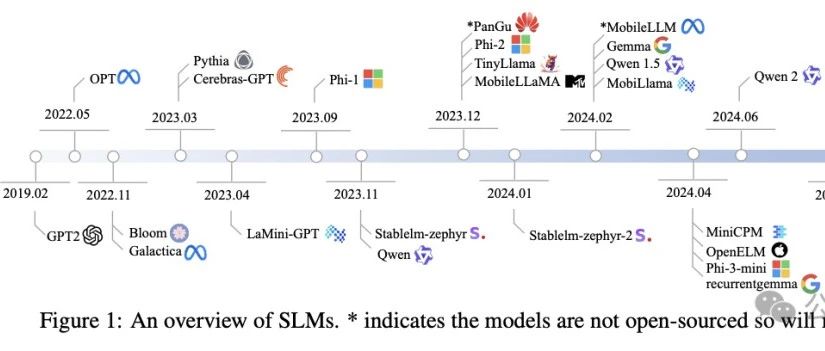 *PanGu
Phi-2
TinyLlama
MobileLLaMA
*MobileLLM
Gemma
Qwen 1.5
MobiLlama
Pythia
Cerebras-GPT
OPT
Phi-1
Qwen 2
2022.05
2023.03
2023.09
2023.12
2024.02
2024.06
2019.02
2022.11
2023.04
2023.11
2024.01
2024.04
GPT2
Bloom
Galactica
LaMini-GPT
Stablelm-zephyr
Qwen
Stablelm-zephyr-2
MiniCPM
OpenELM
Phi-3-mini
recurrentgemma
Figure 1: An overview of SLMs. * indicates the models are not open-sourced so will